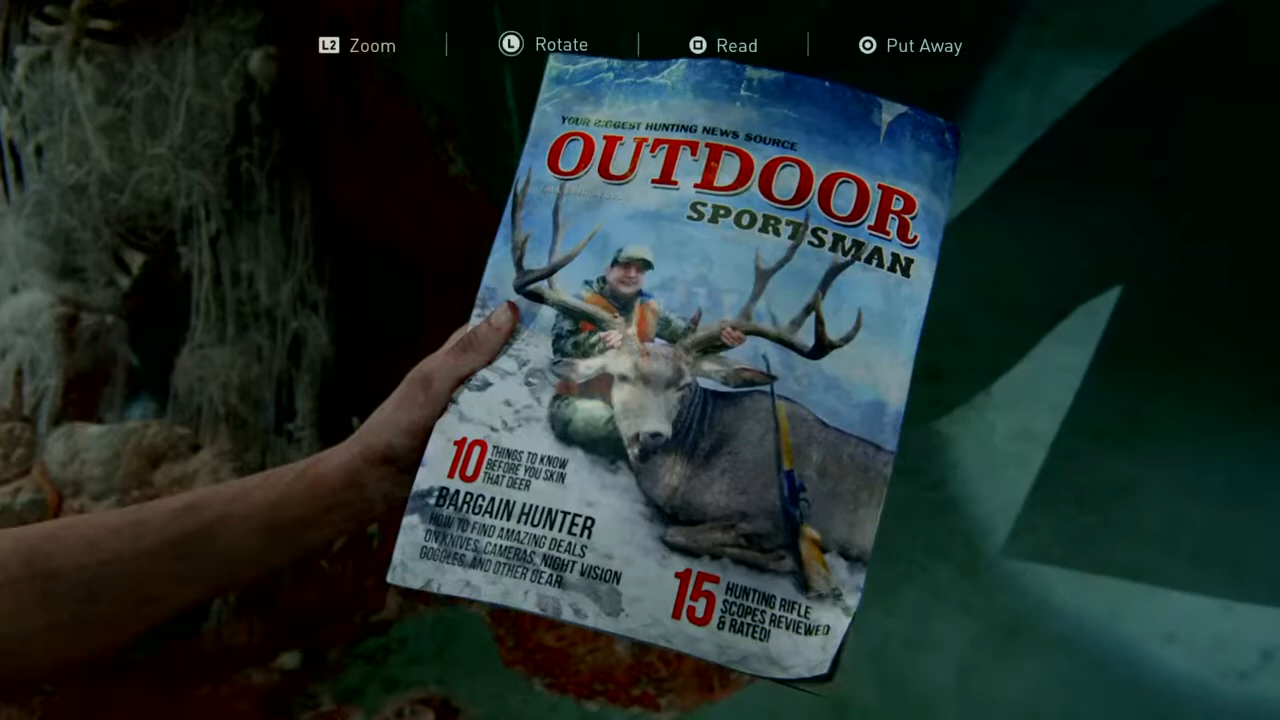 L2 Zoom
L Rotate
Read
Put Away
YOUR BIGGEST HUNTING NEWS SOURCE
OUTDOOR
SPORTSMAN
10 THINGS TO KNOW
BEFORE YOU SKIN
THAT DEER
BARGAIN HUNTER
HOW TO FIND AMAZING DEALS
ON KNIVES, CAMERAS, NIGHT VISION
GOGGLES, AND OTHER GEAR
15 HUNTING RIFLE
SCOPES REVIEWED
& RATED!